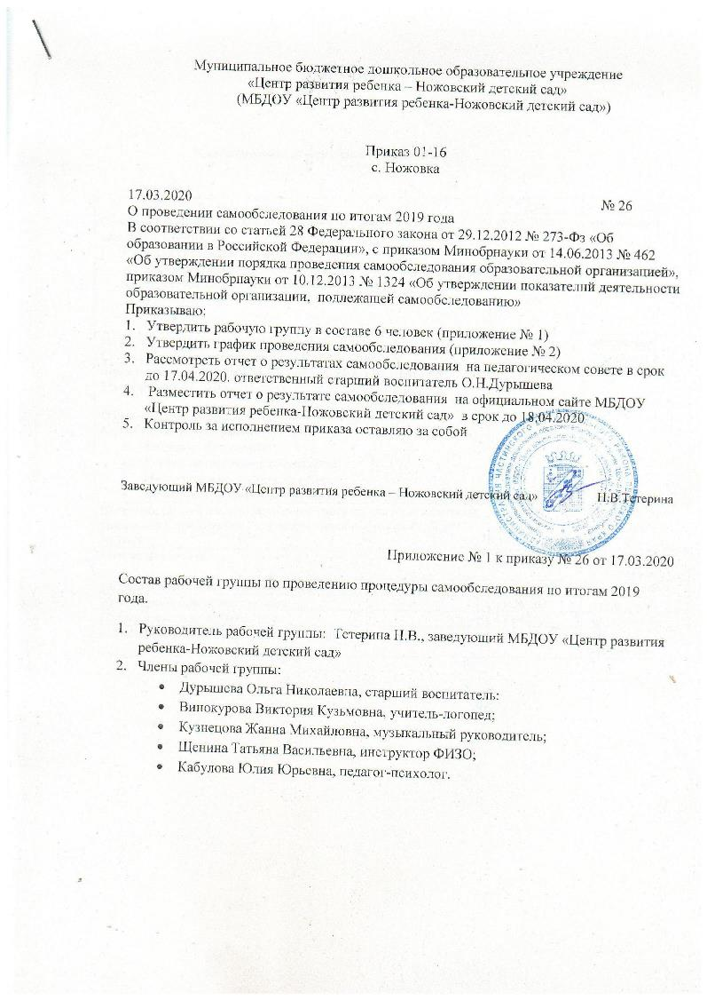 Муниципальное бюджетное дошкольное образовательное учреждение
«Центр развития ребенка – Ножовский детский сад»
(МБДОУ «Центр развития ребенка-Ножовский детский сад»)
Приказ 01-16
с. Ножовка
17.03.2020
№ 26
О проведении самообследования по итогам 2019 года
В соответствии со статьей 28 Федерального закона от 29.12.2012 № 273-Фз «Об
образовании в Российской Федерации», с приказом Минобрнауки от 14.06.2013 № 462
«Об утверждении порядка проведения самообследования образовательной организацией»,
приказом Минобрнауки от 10.12.2013 № 1324 «Об утверждении показателй деятельности
образовательной организации, подлежащей самообследованию»
Приказываю:
1. Утвердить рабочую группу в составе 6 человек (приложение № 1)
2. Утвердить график проведения самообследования (приложение № 2)
3. Рассмотреть отчет о результатах самообследования на педагогическом совете в срок
до 17.04.2020. ответственный старший воспитатель О.Н.Дурышева
4. Разместить отчет о результате самообследования на официальном сайте МБДОУ
«Центр развития ребенка-Ножовский детский сад» в срок до 18.04.2020
5. Контроль за исполнением приказа оставляю за собой
Заведующий МБДОУ «Центр развития ребенка – Ножовский детский сад» Н.В.Тетерина
Приложение № 1 к приказу № 26 от 17.03.2020
Состав рабочей группы по проведению процедуры самообследования по итогам 2019
года.
1. Руководитель рабочей группы: Тетерина Н.В., заведующий МБДОУ «Центр развития
ребенка-Ножовский детский сад»
2. Члены рабочей группы:
• Дурышева Ольга Николаевна, старший воспитатель:
• Винокурова Виктория Кузьмовна, учитель-логопед;
• Кузнецова Жанна Михайловна, музыкальный руководитель;
• Щенина Татьяна Васильевна, инструктор ФИЗО;
• Кабулова Юлия Юрьевна, педагог-психолог.